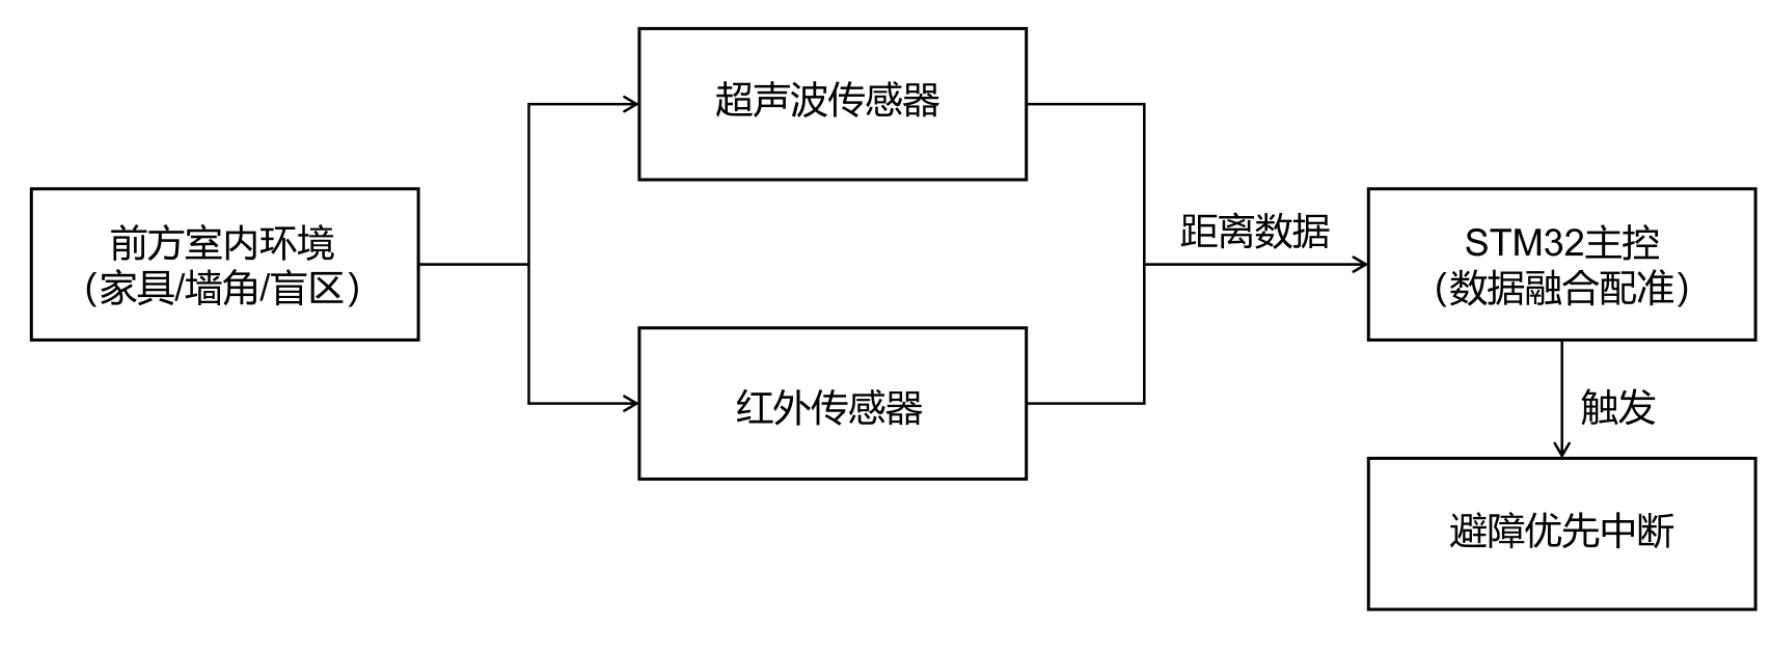 超声波传感器
前方室内环境
（家具/墙角/盲区）
距离数据
STM32主控
（数据融合配准）
红外传感器
触发
避障优先中断